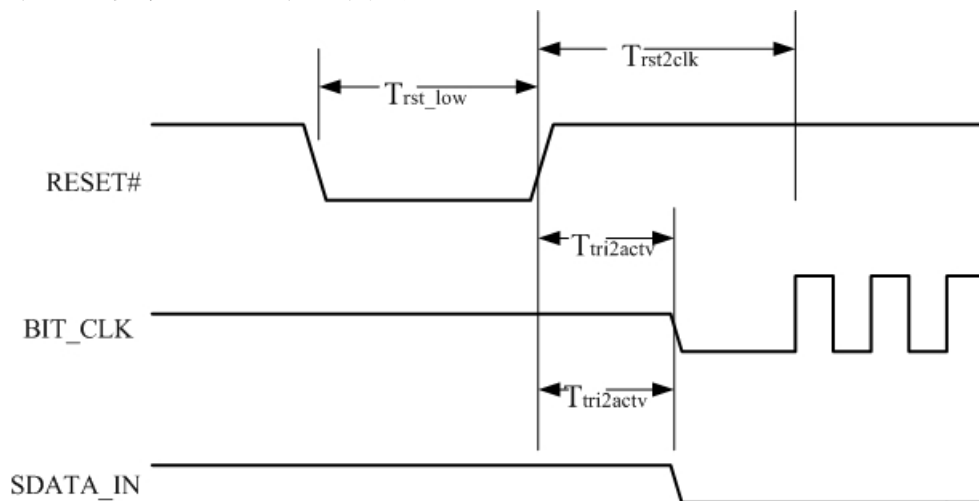 Trst2clk
Trst_low
RESET#
Ttri2actv
BIT_CLK
Ttri2actv
SDATA_IN